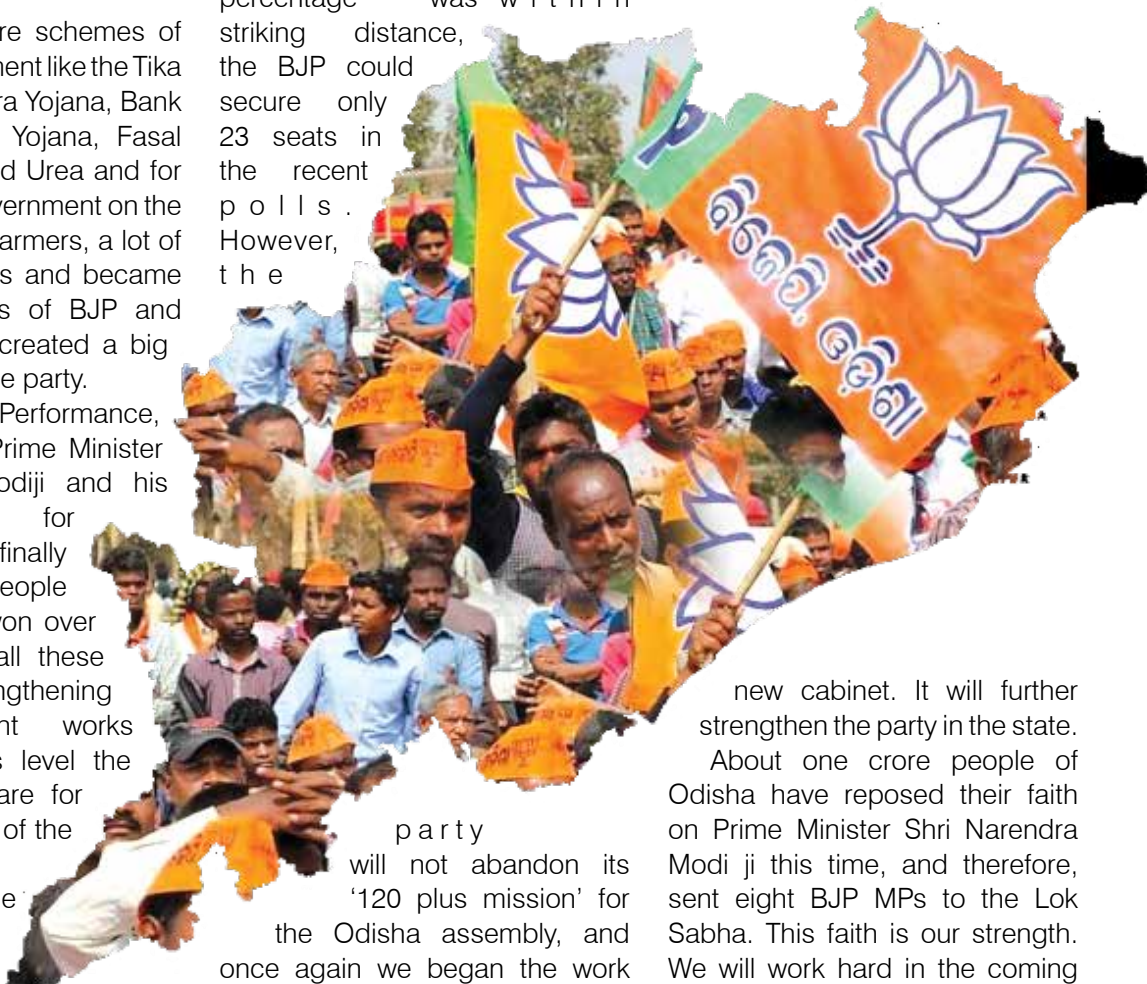 re schemes of
ment like the Tika
ra Yojana, Bank
Yojana, Fasal
d Urea and for
vernment on the
armers, a lot of
s and became
s of BJP and
created a big
e party.
Performance,
Prime Minister
odiji and his
for
finally
eople
won over
all these
ngthening
nt works
s level the
are for
of the
e
percentage was within
striking distance,
the BJP could
secure only
23 seats in
the recent
polls.
However,
the
party
will not abandon its
‘120 plus mission’ for
the Odisha assembly, and
once again we began the work
ବିଜେପି, ଓଡ଼ିଶା
new cabinet. It will further
strengthen the party in the state.
About one crore people of
Odisha have reposed their faith
on Prime Minister Shri Narendra
Modi ji this time, and therefore,
sent eight BJP MPs to the Lok
Sabha. This faith is our strength.
We will work hard in the coming